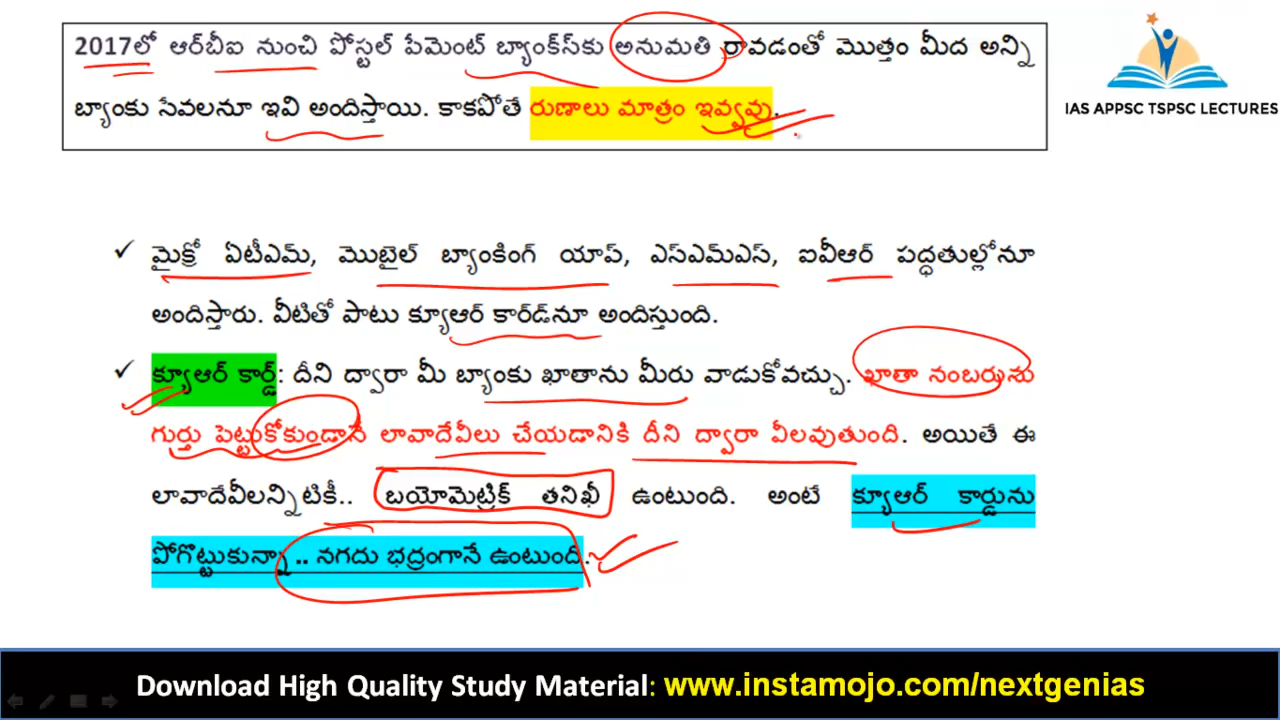 2017లో ఆర్‌బీఐ నుంచి పోస్టల్ పేమెంట్ బ్యాంక్స్‌కు అనుమతి రావడంతో మొత్తం మీద అన్ని
బ్యాంకు సేవలనూ ఇవి అందిస్తాయి. కాకపోతే రుణాలు మాత్రం ఇవ్వవు.
IAS APPSC TSPSC LECTURES
✓ మైక్రో ఏటీఎమ్, మొబైల్ బ్యాంకింగ్ యాప్, ఎస్ఎమ్ఎస్, ఐవీఆర్ పద్ధతుల్లోనూ
అందిస్తారు. వీటితో పాటు క్యూఆర్ కార్‌డ్‌నూ అందిస్తుంది.
✓ క్యూఆర్ కార్డ్: దీని ద్వారా మీ బ్యాంకు ఖాతాను మీరు వాడుకోవచ్చు. ఖాతా నంబరును
గుర్తు పెట్టుకోకుండానే లావాదేవీలు చేయడానికి దీని ద్వారా వీలవుతుంది. అయితే ఈ
లావాదేవీలన్నిటికీ.. బయోమెట్రిక్ తనిఖీ ఉంటుంది. అంటే క్యూఆర్ కార్డును
పోగొట్టుకున్నా .. నగదు భద్రంగానే ఉంటుంది.
Download High Quality Study Material: www.instamojo.com/nextgenias